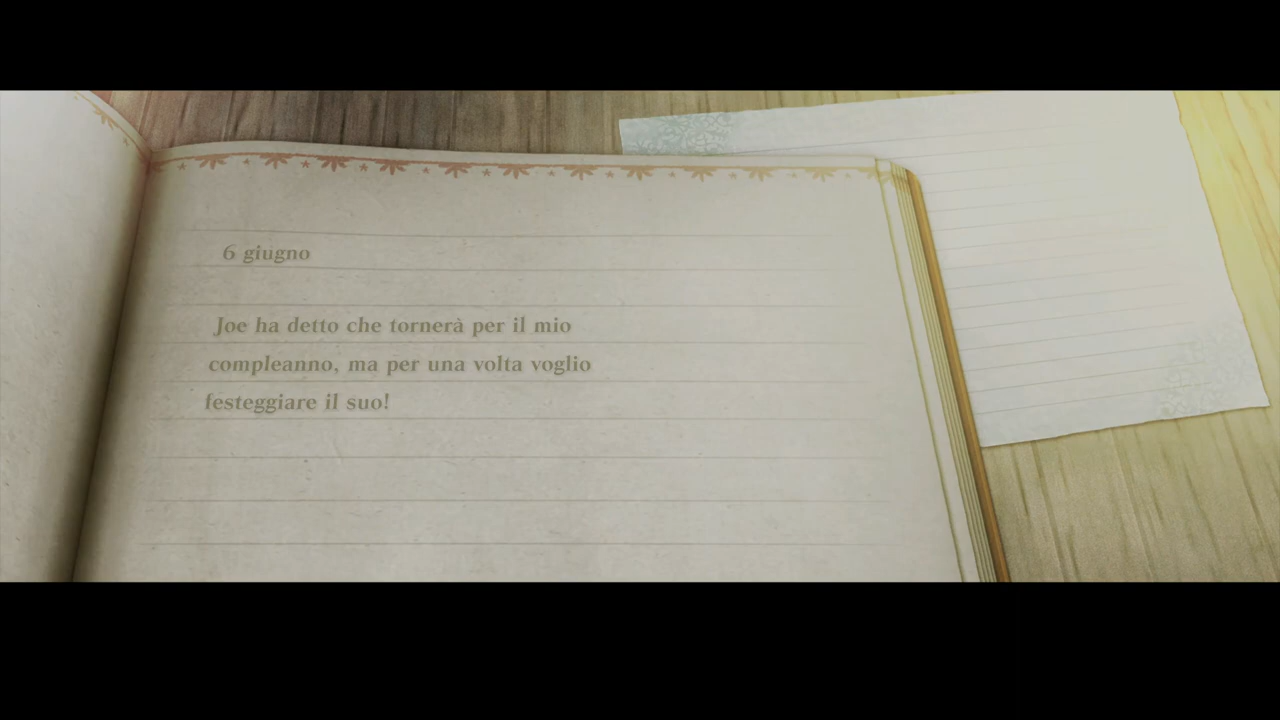 6 giugno
Joe ha detto che tornerà per il mio
compleanno, ma per una volta voglio
festeggiare il suo!